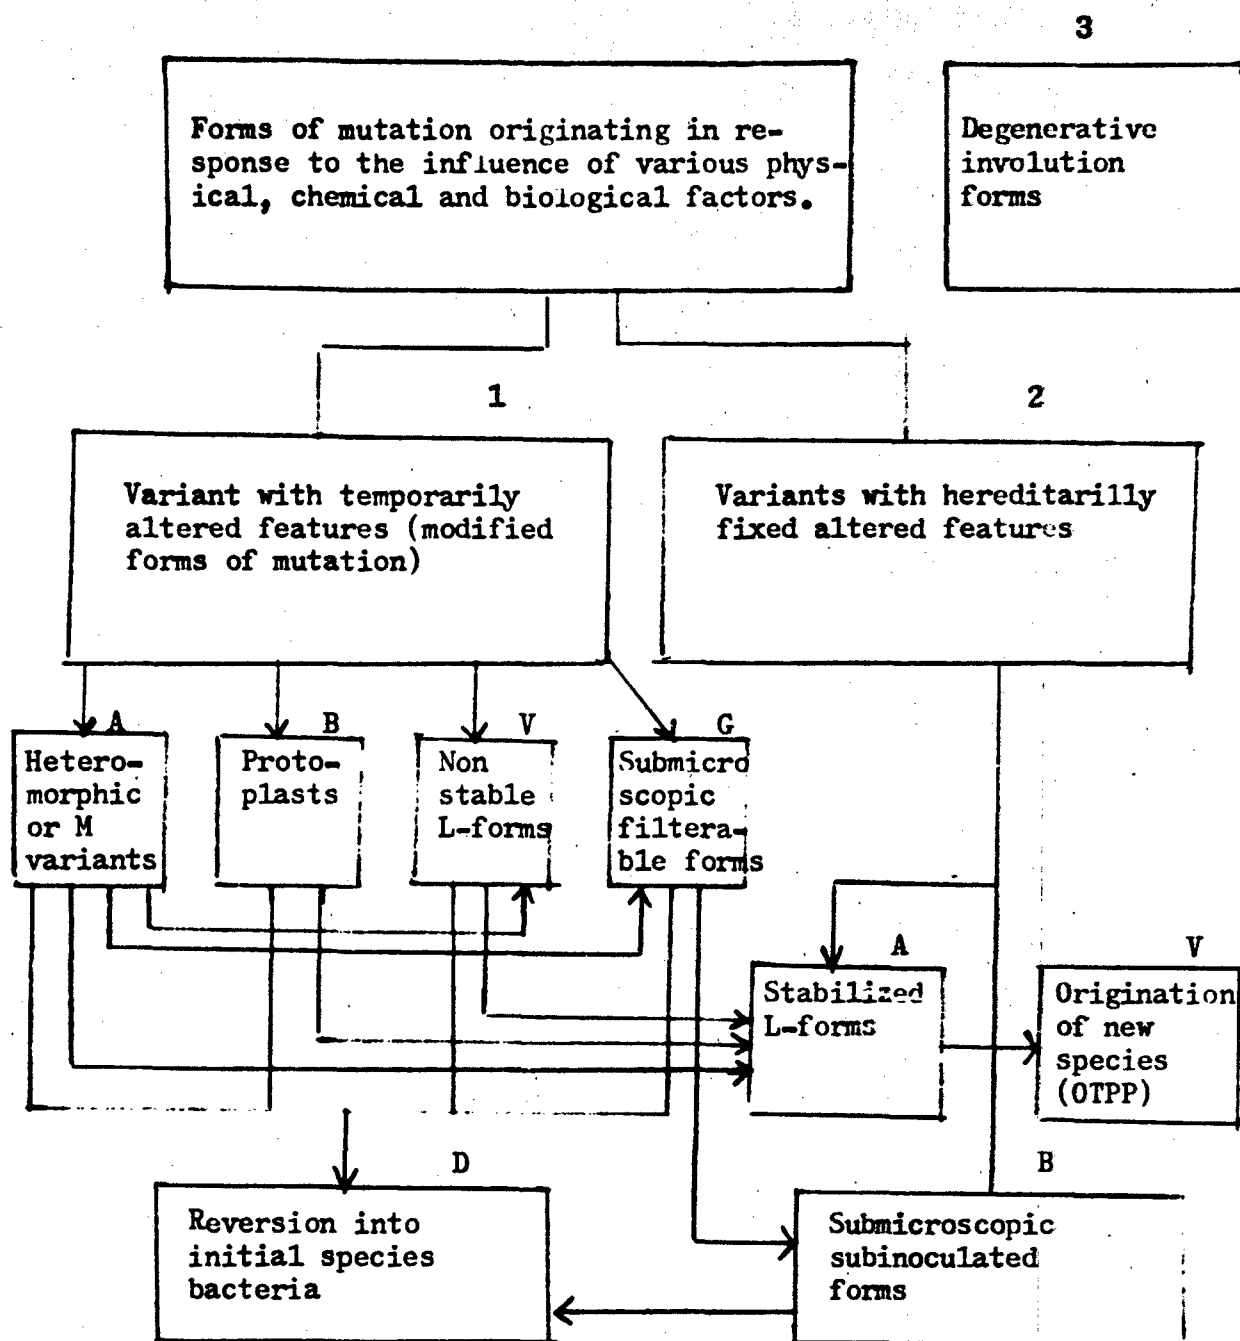 3
Forms of mutation originating in re-
sponse to the influence of various phys-
ical, chemical and biological factors.
Degenerative
involution
forms
1
2
Variant with temporarily
altered features (modified
forms of mutation)
Variants with hereditarilly
fixed altered features
A
B
V
G
Hetero-
morphic
or M
variants
Proto-
plasts
Non
stable
L-forms
Submicro
scopic
filtera-
ble forms
A
V
Stabilized
L-forms
Origination
of new
species
(OTPP)
D
B
Reversion into
initial species
bacteria
Submicroscopic
subinoculated
forms